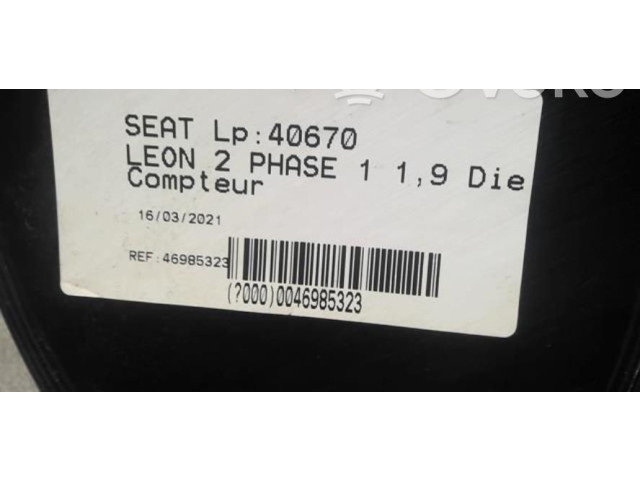 SEAT Lp:40670
LEON 2 PHASE 1 1,9 Die
Compteur
16/03/2021
REF:46985323
(?000)0046985323